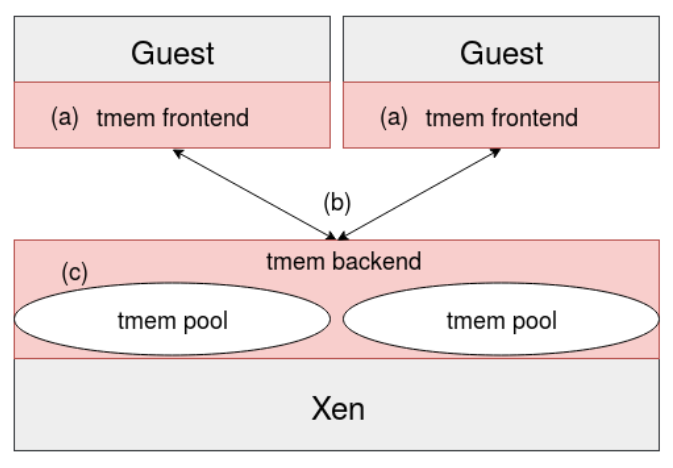 Guest
Guest
(a) tmem frontend
(a) tmem frontend
(b)
tmem backend
(c)
tmem pool
tmem pool
Xen